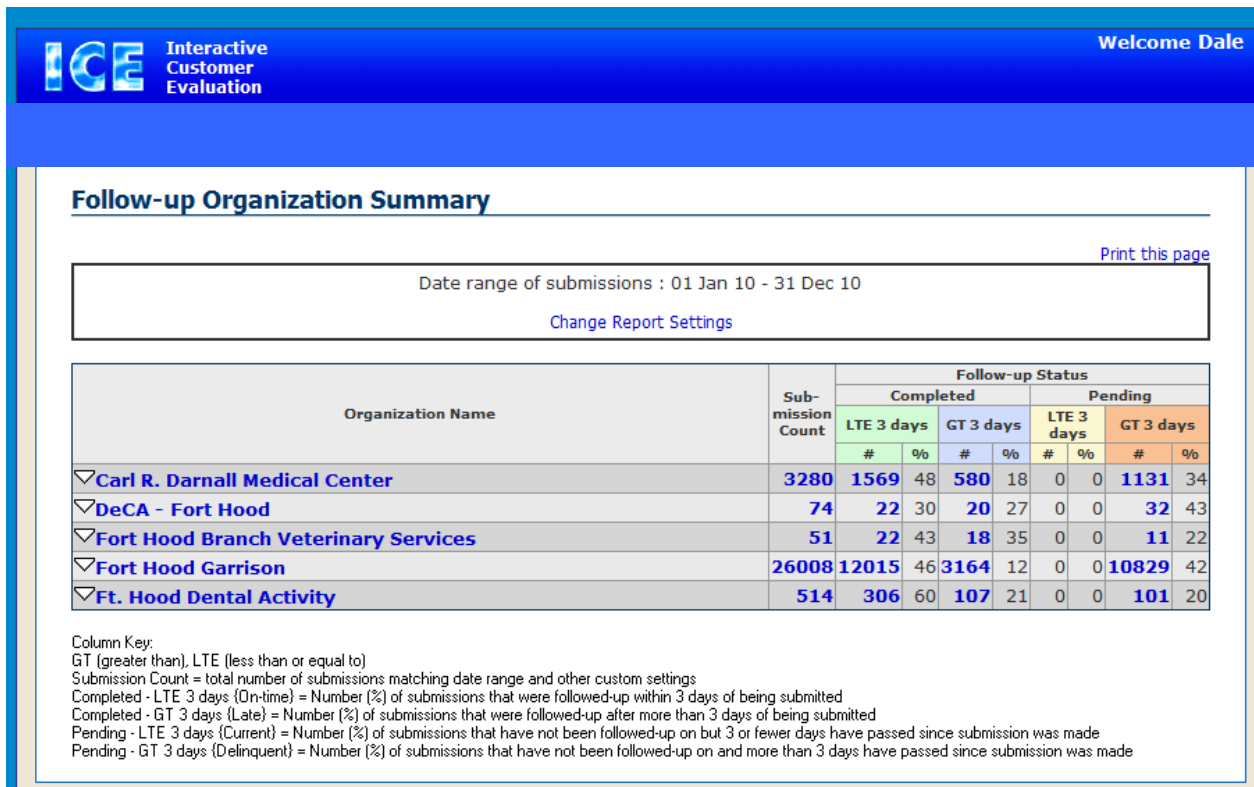 ICE Interactive Customer Evaluation
Welcome Dale
Follow-up Organization Summary
Print this page
Date range of submissions : 01 Jan 10 - 31 Dec 10
Change Report Settings
Organization Name
Sub-mission Count
Follow-up Status
Completed Pending
LTE 3 days GT 3 days LTE 3 days GT 3 days
# % # % # % # %
Carl R. Darnall Medical Center 3280 1569 48 580 18 0 0 1131 34
DeCA - Fort Hood 74 22 30 20 27 0 0 32 43
Fort Hood Branch Veterinary Services 51 22 43 18 35 0 0 11 22
Fort Hood Garrison 26008 12015 46 3164 12 0 0 10829 42
Ft. Hood Dental Activity 514 306 60 107 21 0 0 101 20
Column Key:
GT (greater than), LTE (less than or equal to)
Submission Count = total number of submissions matching date range and other custom settings
Completed - LTE 3 days {On-time} = Number (%) of submissions that were followed-up within 3 days of being submitted
Completed - GT 3 days {Late} = Number (%) of submissions that were followed-up after more than 3 days of being submitted
Pending - LTE 3 days {Current} = Number (%) of submissions that have not been followed-up on but 3 or fewer days have passed since submission was made
Pending - GT 3 days {Delinquent} = Number (%) of submissions that have not been followed-up on and more than 3 days have passed since submission was made